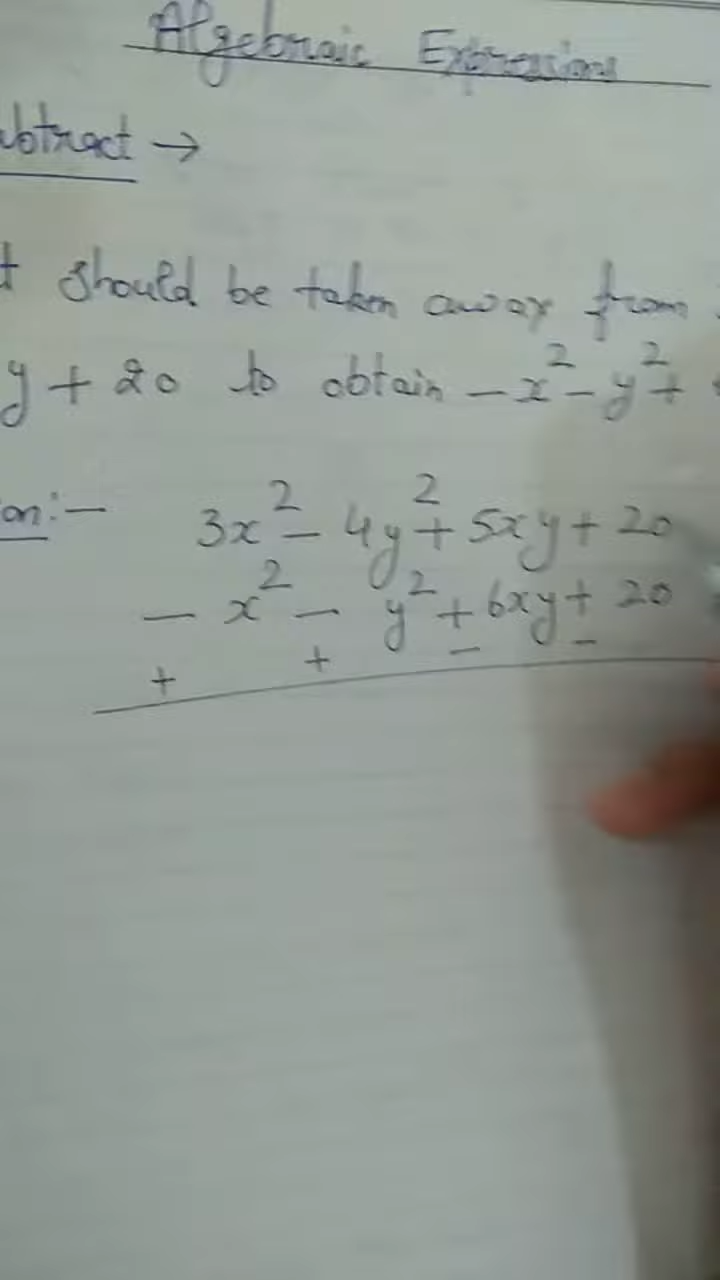 Algebraic Expressions
ubtract →
t should be taken away from
y + 20 to obtain - x² - y² +
on:- 3x² - 4y² + 5xy + 20
- x² - y² + 6xy + 20
+ + - -